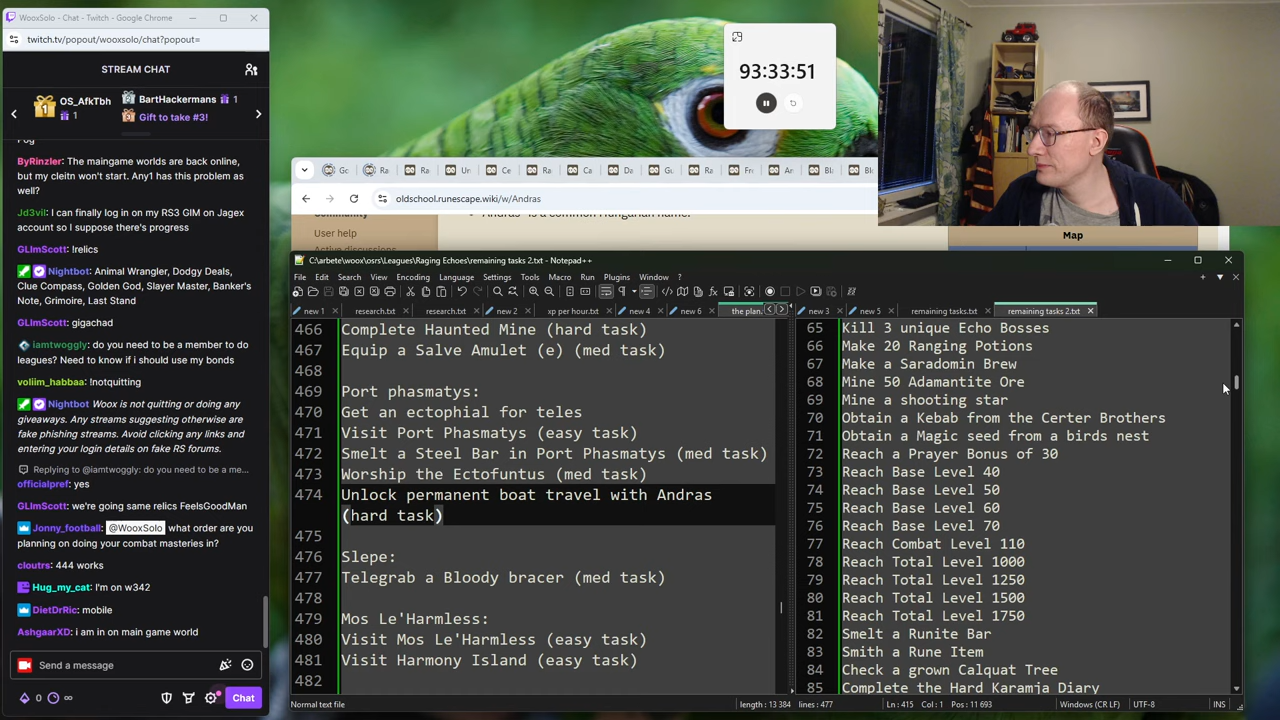 WooxSolo - Chat - Twitch - Google Chrome
twitch.tv/popout/wooxsolo/chat?popout=
STREAM CHAT
OS_AfkTbh
1
BartHackermans 1
Gift to take #3!
ByRinzler: The maingame worlds are back online,
but my cleitn won't start. Any1 has this problem as
well?
Jd3vil: I can finally log in on my RS3 GIM on Jagex
account so I suppose there's progress
GLImScott: !relics
Nightbot: Animal Wrangler, Dodgy Deals,
Clue Compass, Golden God, Slayer Master, Banker's
Note, Grimoire, Last Stand
GLImScott: gigachad
iamtwoggly: do you need to be a member to do
leagues? Need to know if i should use my bonds
voliim_habbaa: !notquitting
Nightbot Woox is not quitting or doing any
giveaways. Any streams suggesting otherwise are
fake phishing streams. Avoid clicking any links and
entering your login details on fake RS forums.
Replying to @iamtwoggly: do you need to be a me...
officialpref: yes
GLImScott: we're going same relics FeelsGoodMan
Jonny_football: @WooxSolo what order are you
planning on doing your combat masteries in?
cloutrs: 444 works
Hug_my_cat: I'm on w342
DietDrRic: mobile
AshgaarXD: i am in on main game world
Send a message
0 ∞
Chat
93:33:51
oldschool.runescape.wiki/w/Andras
User help
Active discussions
"Andras" is a common Hungarian name.
Map
C:\arbete\woox\osrs\Leagues\Raging Echoes\remaining tasks 2.txt - Notepad++
File Edit Search View Encoding Language Settings Tools Macro Run Plugins Window ?
new 1 research.txt research.txt new 2 xp per hour.txt new 4 new 6 the plan. new 3 new 5 remaining tasks.txt remaining tasks 2.txt
466 Complete Haunted Mine (hard task)
467 Equip a Salve Amulet (e) (med task)
468
469 Port phasmatys:
470 Get an ectophial for teles
471 Visit Port Phasmatys (easy task)
472 Smelt a Steel Bar in Port Phasmatys (med task)
473 Worship the Ectofuntus (med task)
474 Unlock permanent boat travel with Andras
(hard task)
475
476 Slepe:
477 Telegrab a Bloody bracer (med task)
478
479 Mos Le'Harmless:
480 Visit Mos Le'Harmless (easy task)
481 Visit Harmony Island (easy task)
482
65 Kill 3 unique Echo Bosses
66 Make 20 Ranging Potions
67 Make a Saradomin Brew
68 Mine 50 Adamantite Ore
69 Mine a shooting star
70 Obtain a Kebab from the Center Brothers
71 Obtain a Magic seed from a birds nest
72 Reach a Prayer Bonus of 30
73 Reach Base Level 40
74 Reach Base Level 50
75 Reach Base Level 60
76 Reach Base Level 70
77 Reach Combat Level 110
78 Reach Total Level 1000
79 Reach Total Level 1250
80 Reach Total Level 1500
81 Reach Total Level 1750
82 Smelt a Runite Bar
83 Smith a Rune Item
84 Check a grown Calquat Tree
85 Complete the Hard Karamja Diary
Normal text file length : 13 384 lines : 477 Ln : 415 Col : 1 Pos : 11 693 Windows (CR LF) UTF-8 INS